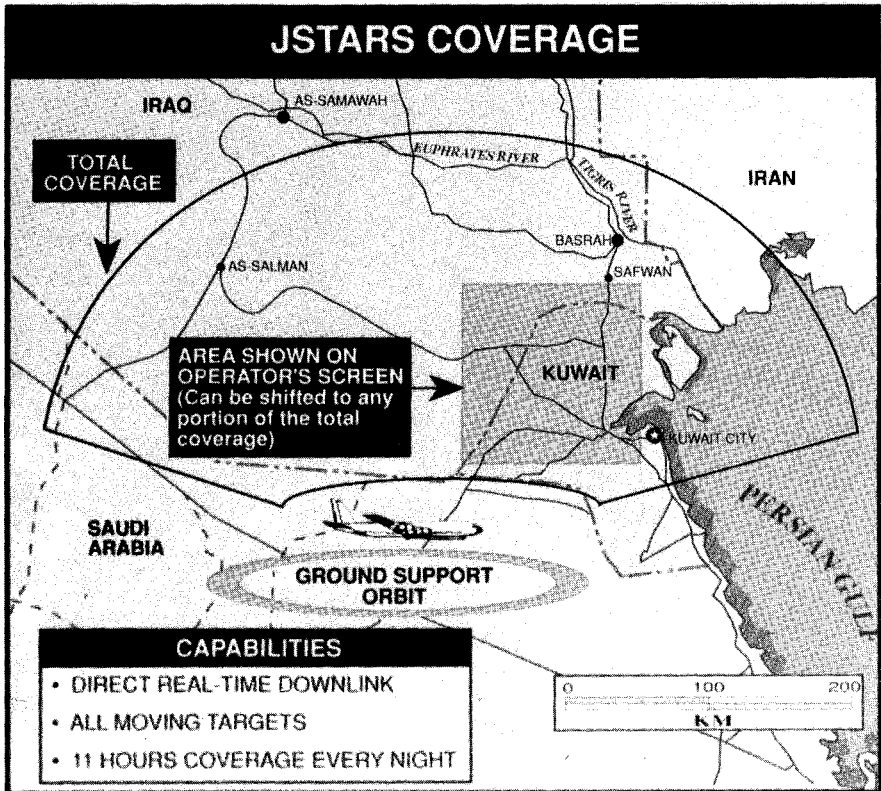 JSTARS COVERAGE
IRAQ
AS-SAMAWAH
EUPHRATES RIVER
TIGRIS RIVER
IRAN
TOTAL
COVERAGE
BASRAH
AS-SALMAN
SAFWAN
AREA SHOWN ON
OPERATOR'S SCREEN
(Can be shifted to any
portion of the total
coverage)
KUWAIT
KUWAIT CITY
PERSIAN GULF
SAUDI
ARABIA
GROUND SUPPORT
ORBIT
CAPABILITIES
• DIRECT REAL-TIME DOWNLINK
• ALL MOVING TARGETS
• 11 HOURS COVERAGE EVERY NIGHT
0 100 200
KM